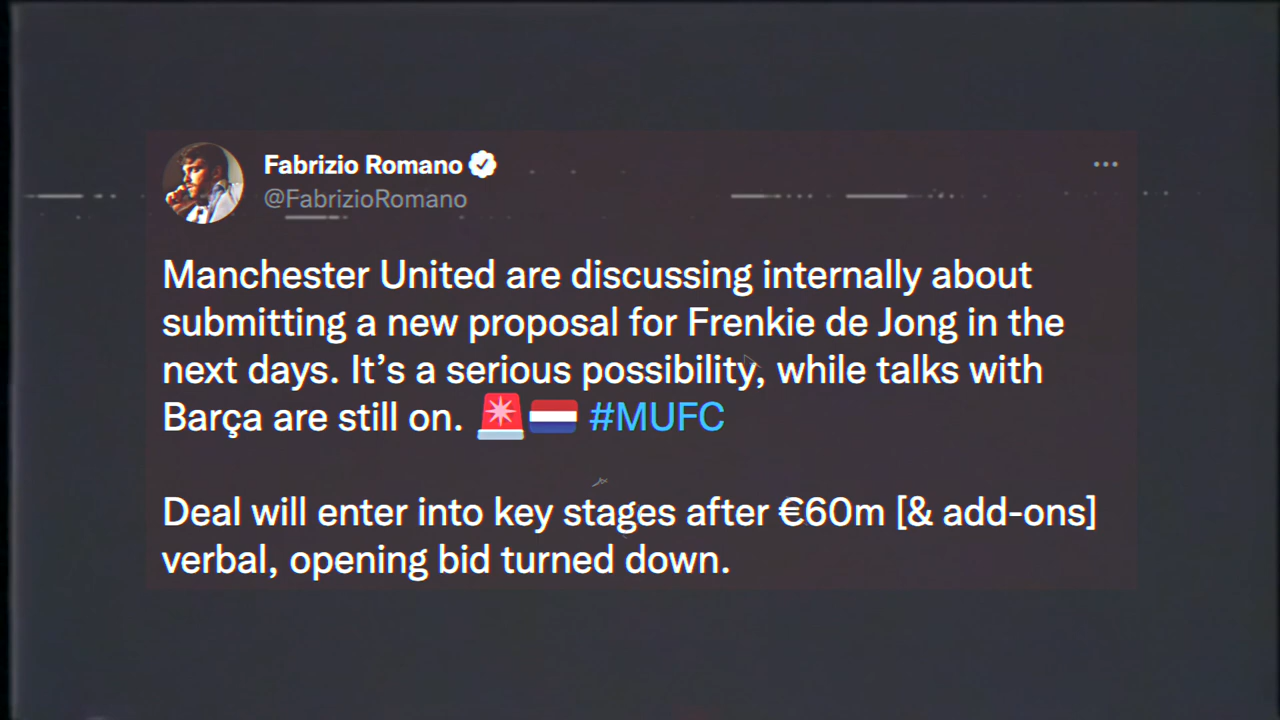 Fabrizio Romano
@FabrizioRomano
Manchester United are discussing internally about
submitting a new proposal for Frenkie de Jong in the
next days. It’s a serious possibility, while talks with
Barça are still on. 🚨🇳🇱 #MUFC
Deal will enter into key stages after €60m [& add-ons]
verbal, opening bid turned down.